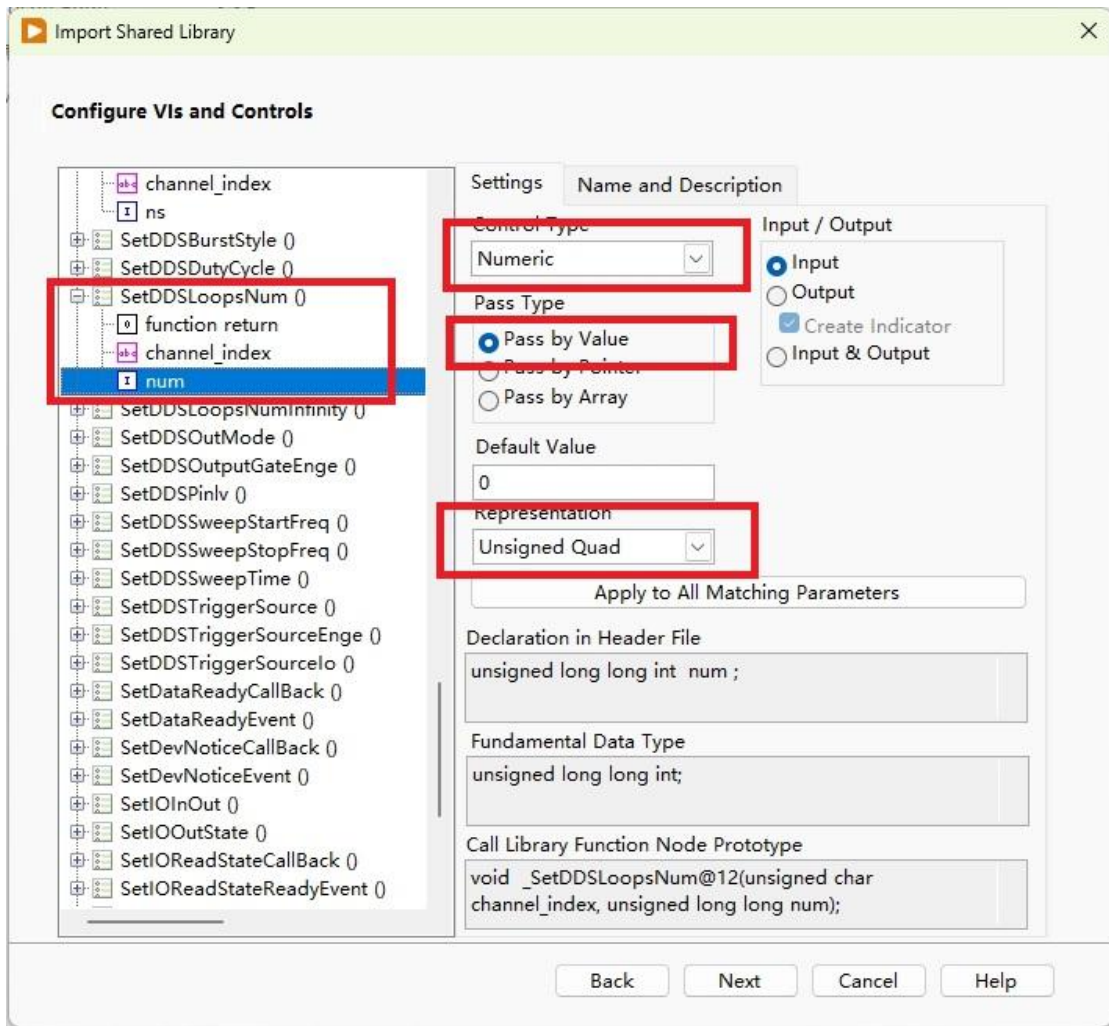 Import Shared Library
Configure VIs and Controls
channel_index
ns
SetDDSBurstStyle ()
SetDDSDutyCycle ()
SetDDSLoopsNum ()
function return
channel_index
num
SetDDSLoopsNumInfinity ()
SetDDSOutMode ()
SetDDSOutputGateEnge ()
SetDDSPinlv ()
SetDDSSweepStartFreq ()
SetDDSSweepStopFreq ()
SetDDSSweepTime ()
SetDDSTriggerSource ()
SetDDSTriggerSourceEnge ()
SetDDSTriggerSourceIo ()
SetDataReadyCallBack ()
SetDataReadyEvent ()
SetDevNoticeCallBack ()
SetDevNoticeEvent ()
SetIOInOut ()
SetIOOutState ()
SetIOReadStateCallBack ()
SetIOReadStateReadyEvent ()
Settings
Name and Description
Control Type
Numeric
Pass Type
Pass by Value
Pass by Pointer
Pass by Array
Default Value
0
Representation
Unsigned Quad
Input / Output
Input
Output
Create Indicator
Input & Output
Apply to All Matching Parameters
Declaration in Header File
unsigned long long int  num ;
Fundamental Data Type
unsigned long long int;
Call Library Function Node Prototype
void  _SetDDSLoopsNum@12(unsigned char
channel_index, unsigned long long num);
Back
Next
Cancel
Help